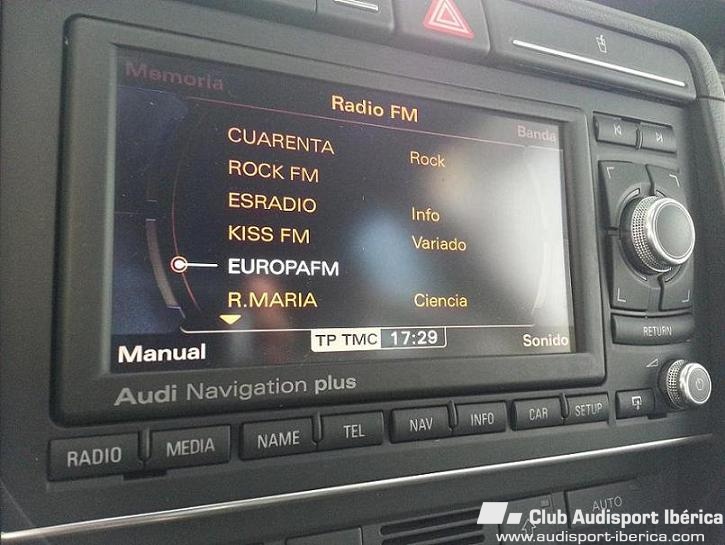 Memoria
Radio FM
Banda
CUARENTA
Rock
ROCK FM
ESRADIO
Info
KISS FM
Variado
EUROPAFM
R.MARIA
Ciencia
Manual
TP TMC 17:29
Sonido
Audi Navigation plus
RETURN
RADIO
MEDIA
NAME
TEL
NAV
INFO
CAR
SETUP
AUTO
Club Audisport Ibérica
www.audisport-iberica.com